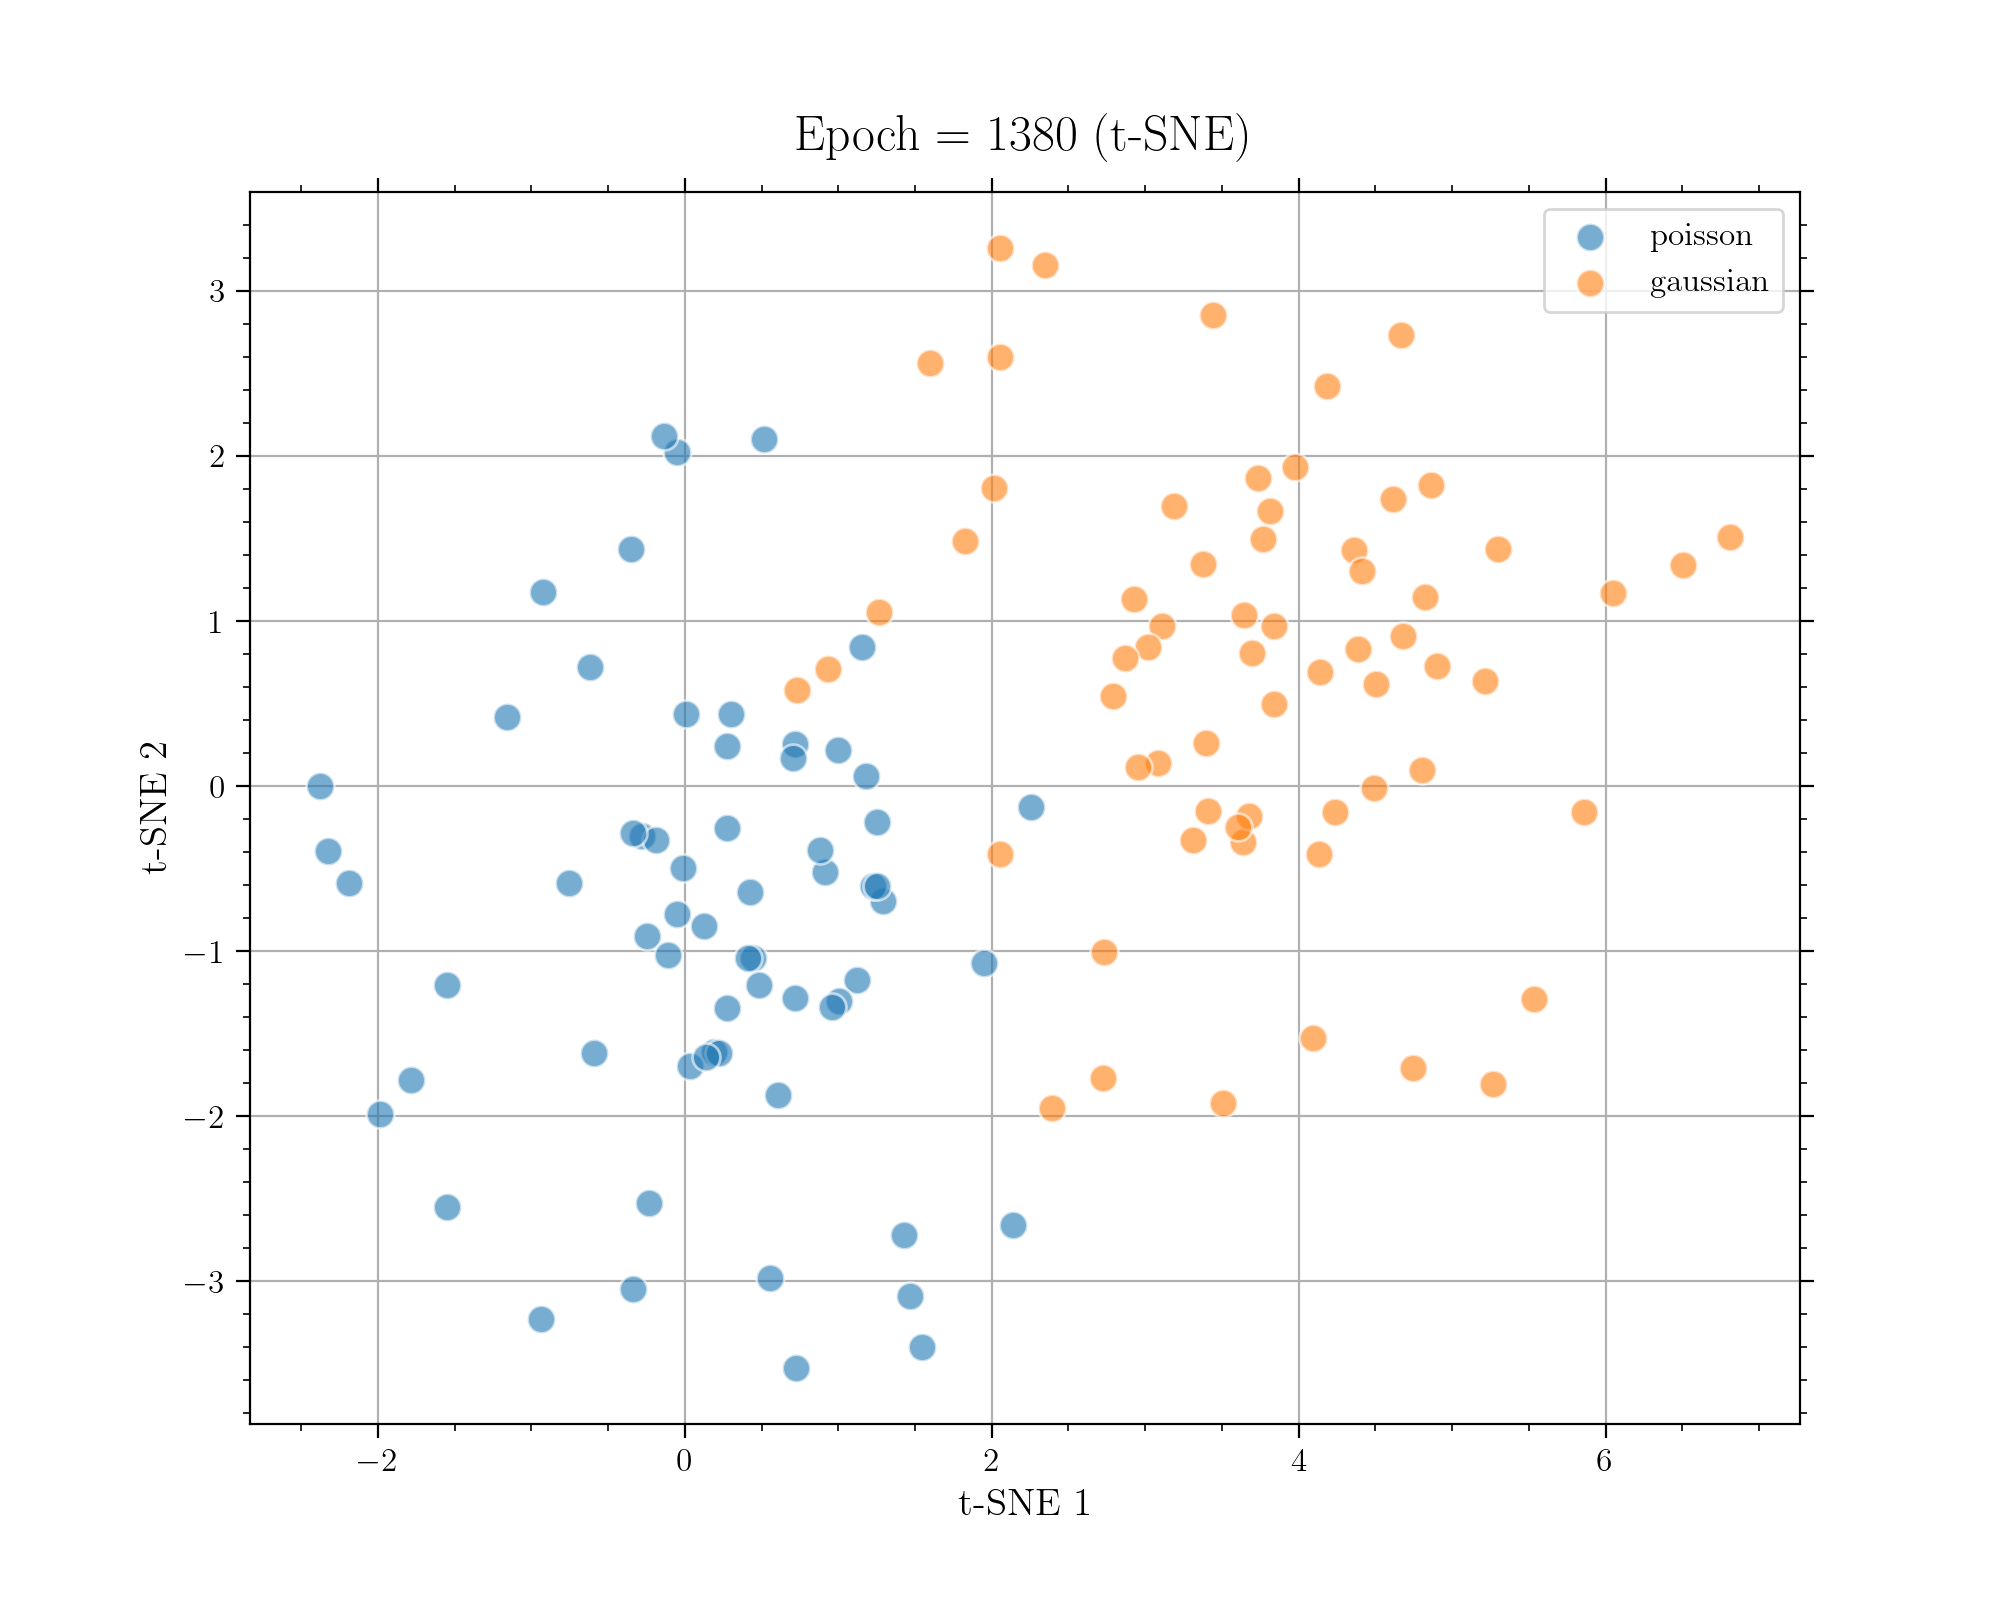 Epoch = 1380 (t-SNE)
poisson
gaussian
3
2
1
0
−1
−2
−3
t-SNE 2
−2
0
2
4
6
t-SNE 1